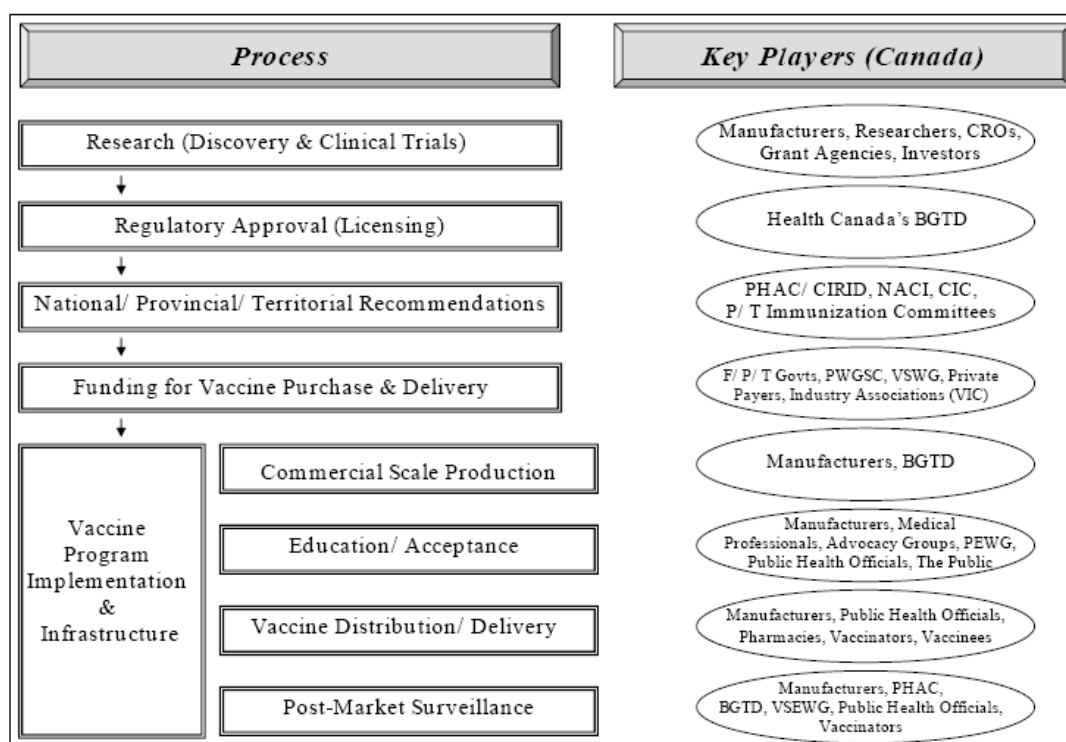 Process
Key Players (Canada)
Research (Discovery & Clinical Trials)
Manufacturers, Researchers, CROs,
Grant Agencies, Investors
Regulatory Approval (Licensing)
Health Canada's BGTD
National/ Provincial/ Territorial Recommendations
PHAC/ CIRID, NACI, CIC,
P/ T Immunization Committees
Funding for Vaccine Purchase & Delivery
F/ P/ T Govts, PWGSC, VSWG, Private
Payers, Industry Associations (VIC)
Vaccine
Program
Implementation
&
Infrastructure
Commercial Scale Production
Manufacturers, BGTD
Education/ Acceptance
Manufacturers, Medical
Professionals, Advocacy Groups, PEWG,
Public Health Officials, The Public
Vaccine Distribution/ Delivery
Manufacturers, Public Health Officials,
Pharmacies, Vaccinators, Vaccinees
Post-Market Surveillance
Manufacturers, PHAC,
BGTD, VSEWG, Public Health Officials,
Vaccinators